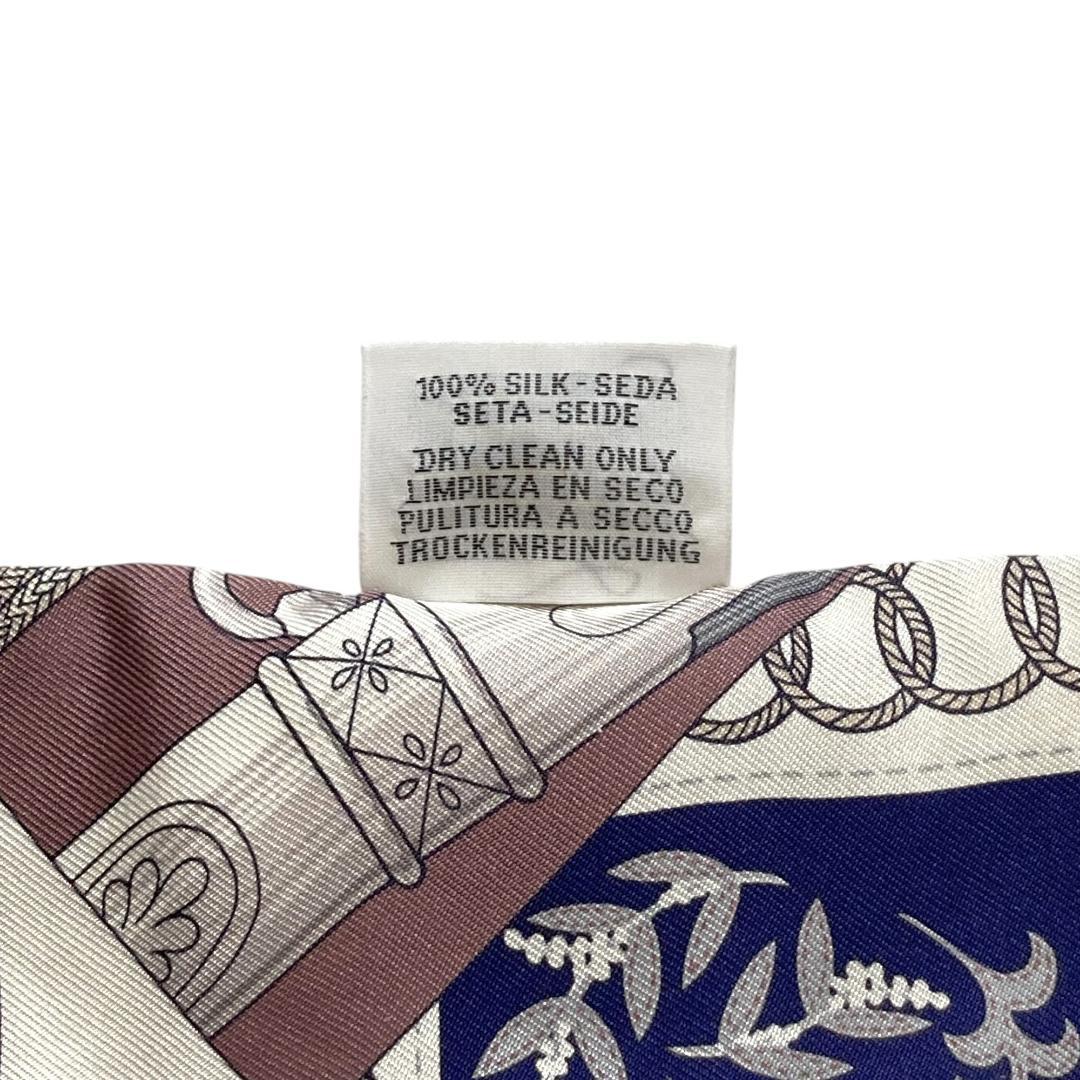 100% SILK - SEDA
SETA - SEIDE
DRY CLEAN ONLY
LIMPIEZA EN SECO
PULITURA A SECCO
TROCKENREINIGUNG